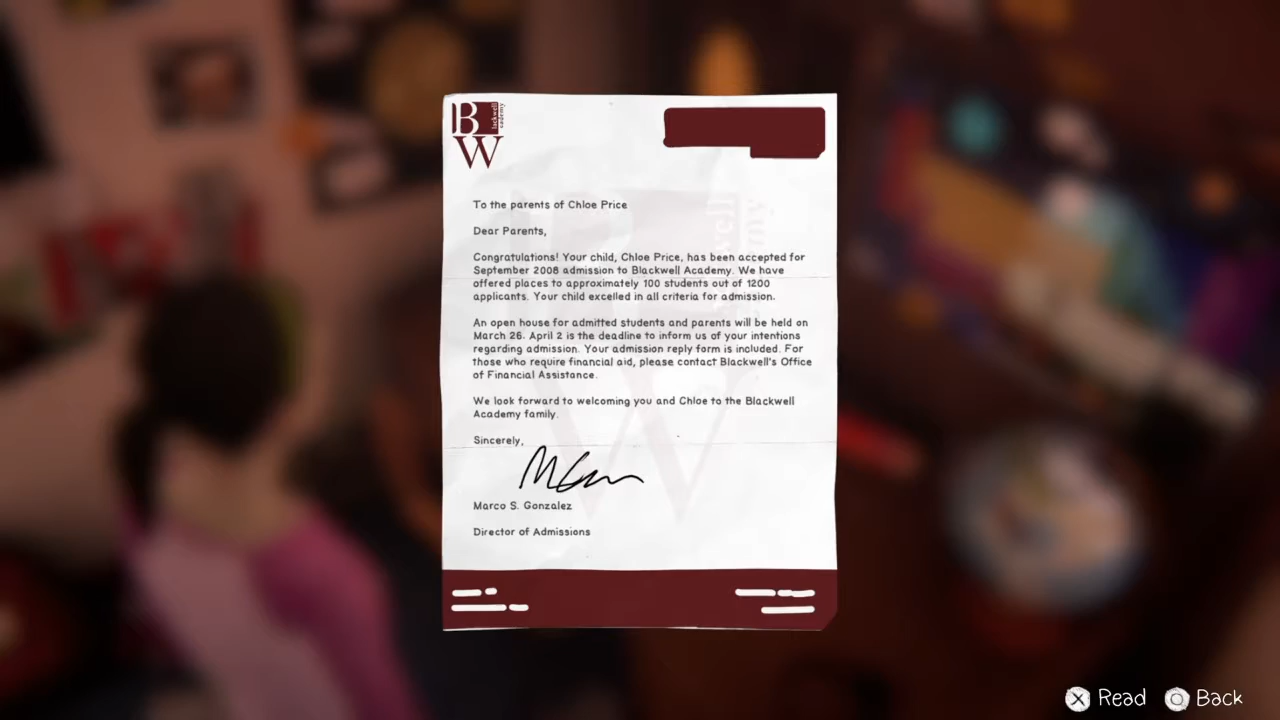 B
lackwell
cademy
W
To the parents of Chloe Price
Dear Parents,
Congratulations! Your child, Chloe Price, has been accepted for
September 2008 admission to Blackwell Academy. We have
offered places to approximately 100 students out of 1200
applicants. Your child excelled in all criteria for admission.
An open house for admitted students and parents will be held on
March 26. April 2 is the deadline to inform us of your intentions
regarding admission. Your admission reply form is included. For
those who require financial aid, please contact Blackwell's Office
of Financial Assistance.
We look forward to welcoming you and Chloe to the Blackwell
Academy family.
Sincerely,
Marco S. Gonzalez
Director of Admissions
X Read O Back